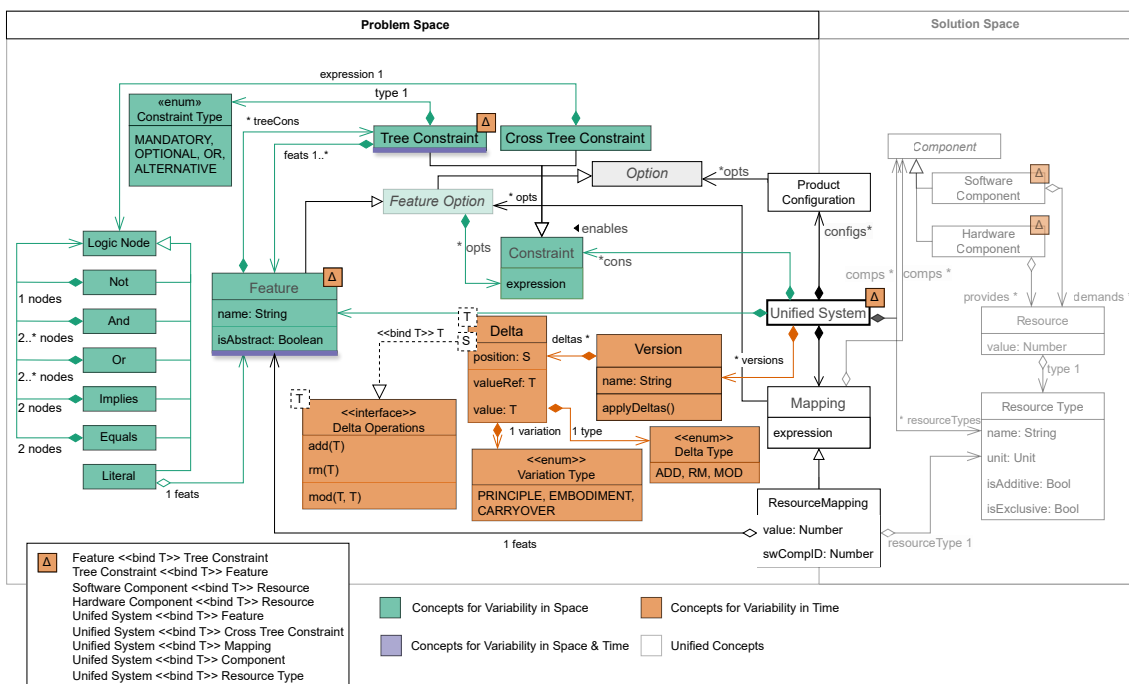 Problem Space
Solution Space
expression 1
«enum»
Constraint Type
MANDATORY,
OPTIONAL, OR,
ALTERNATIVE
type 1
* treeCons
Δ
Tree Constraint
Cross Tree Constraint
feats 1..*
Option
Feature Option
* opts
*opts
Product
Configuration
Component
Software
Component
Δ
Hardware
Component
Δ
Logic Node
Not
1 nodes
And
2..* nodes
Or
2..* nodes
Implies
2 nodes
Equals
2 nodes
Literal
1 feats
Feature
Δ
name: String
isAbstract: Boolean
* opts
enables
Constraint
expression
*cons
configs*
comps *
comps *
Unified System
Δ
provides *
demands *
Resource
value: Number
type 1
<<bind T>> T
T
S
Delta
position: S
valueRef: T
value: T
deltas *
Version
name: String
applyDeltas()
* versions
Mapping
expression
* resourceTypes
Resource Type
name: String
unit: Unit
isAdditive: Bool
isExclusive: Bool
T
<<interface>>
Delta Operations
add(T)
rm(T)
mod(T, T)
1 variation
1 type
<<enum>>
Variation Type
PRINCIPLE, EMBODIMENT,
CARRYOVER
<<enum>>
Delta Type
ADD, RM, MOD
ResourceMapping
value: Number
swCompID: Number
1 feats
resourceType 1
Δ
Feature <<bind T>> Tree Constraint
Tree Constraint <<bind T>> Feature
Software Component <<bind T>> Resource
Hardware Component <<bind T>> Resource
Unifed System <<bind T>> Feature
Unifed System <<bind T>> Cross Tree Constraint
Unifed System <<bind T>> Mapping
Unifed System <<bind T>> Component
Unifed System <<bind T>> Resource Type
Concepts for Variability in Space
Concepts for Variability in Time
Concepts for Variability in Space & Time
Unified Concepts